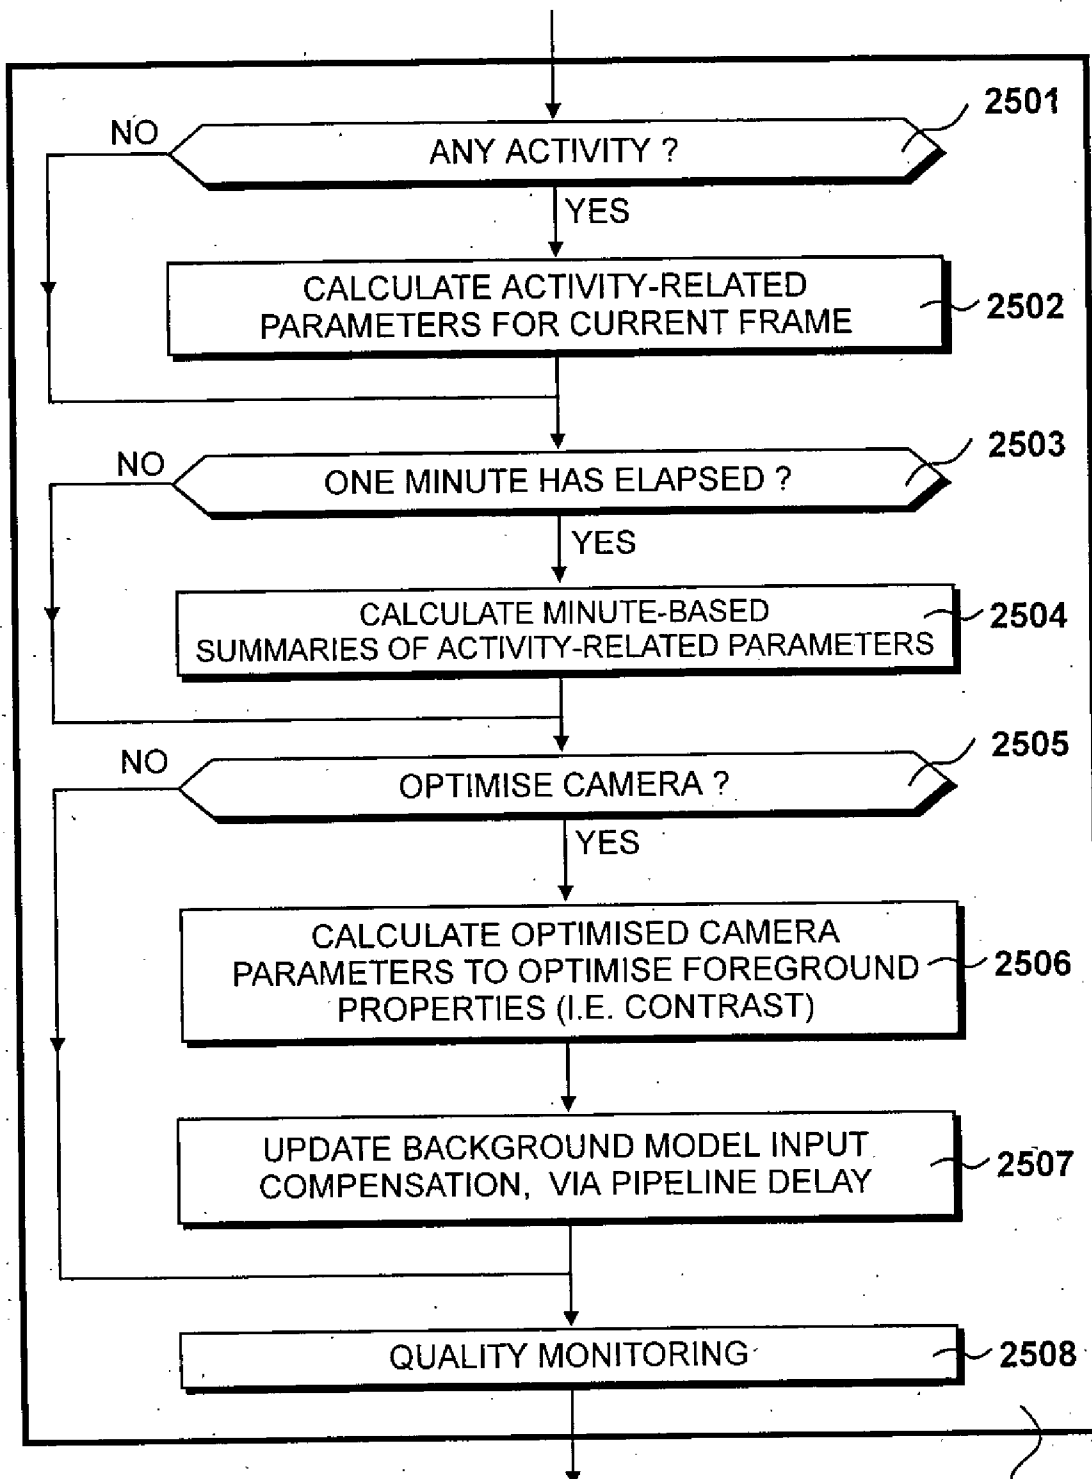 2501
NO
ANY ACTIVITY ?
YES
CALCULATE ACTIVITY-RELATED
PARAMETERS FOR CURRENT FRAME
2502
NO
2503
ONE MINUTE HAS ELAPSED ?
YES
CALCULATE MINUTE-BASED
SUMMARIES OF ACTIVITY-RELATED PARAMETERS
2504
NO
2505
OPTIMISE CAMERA ?
YES
CALCULATE OPTIMISED CAMERA
PARAMETERS TO OPTIMISE FOREGROUND
PROPERTIES (I.E. CONTRAST)
2506
UPDATE BACKGROUND MODEL INPUT
COMPENSATION, VIA PIPELINE DELAY
2507
QUALITY MONITORING
2508